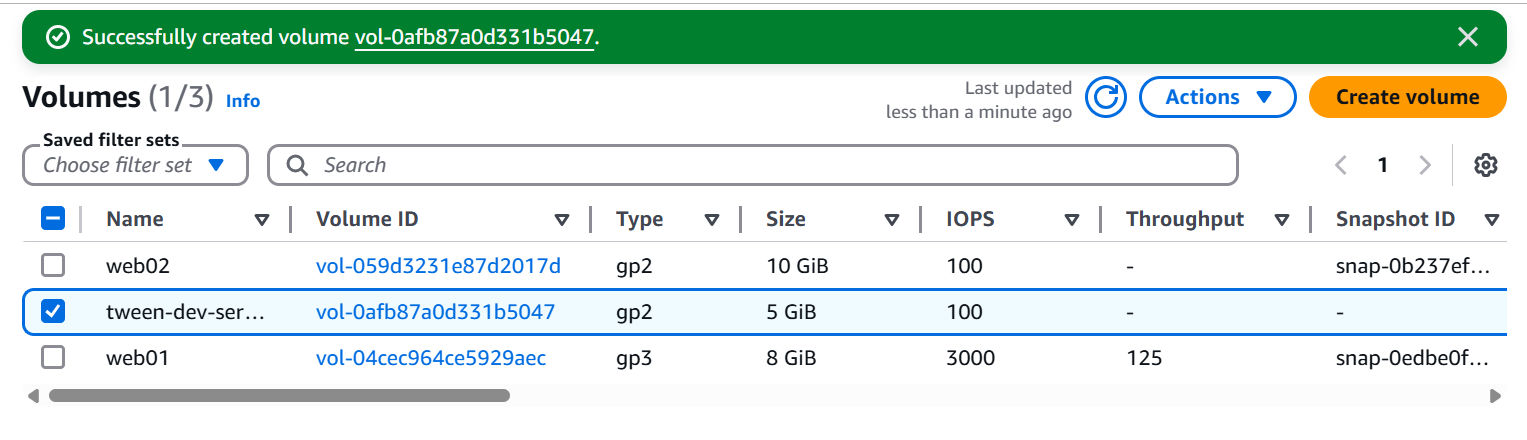 Successfully created volume vol-0afb87a0d331b5047.
Volumes (1/3) Info
Last updated
less than a minute ago
Actions
Create volume
Saved filter sets
Choose filter set
Search
1
Name Volume ID Type Size IOPS Throughput Snapshot ID
web02 vol-059d3231e87d2017d gp2 10 GiB 100 - snap-0b237ef...
tween-dev-ser... vol-0afb87a0d331b5047 gp2 5 GiB 100 - -
web01 vol-04cec964ce5929aec gp3 8 GiB 3000 125 snap-0edbe0f...